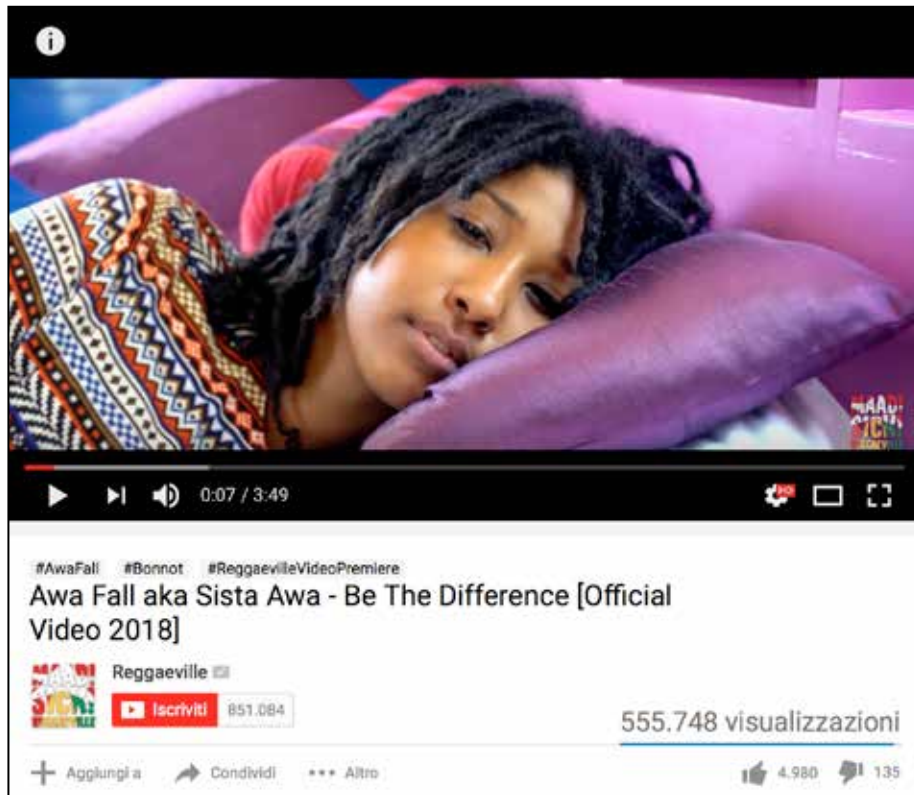 0:07 / 3:49
HD
#AwaFall #Bonnot #ReggaevilleVideoPremiere
Awa Fall aka Sista Awa - Be The Difference [Official
Video 2018]
Reggaeville
Iscriviti 851.084
555.748 visualizzazioni
Aggiungi a Condividi Altro 4.980 135